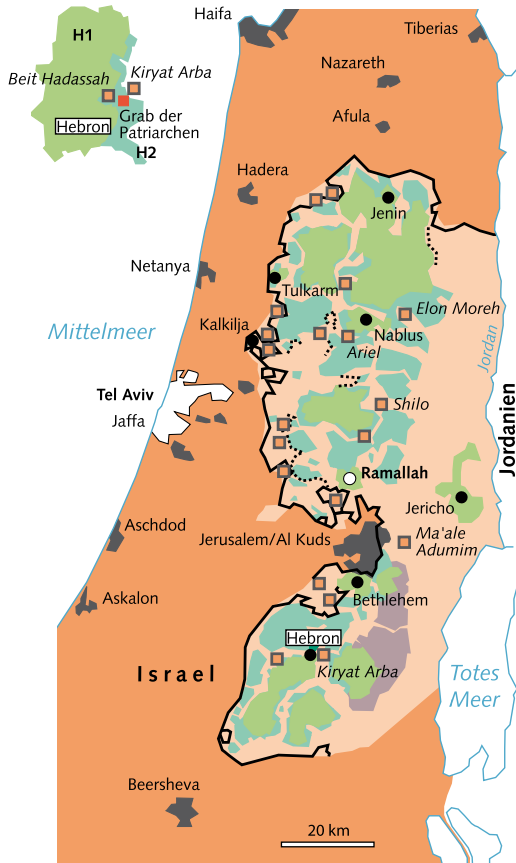 Haifa
Tiberias
H1
Nazareth
Beit Hadassah
Kiryat Arba
Grab der
Patriarchen
Hebron
H2
Afula
Hadera
Jenin
Netanya
Tulkarm
Elon Moreh
Mittelmeer
Kalkilja
Nablus
Ariel
Jordan
Jordanien
Tel Aviv
Jaffa
Shilo
Ramallah
Jericho
Aschdod
Jerusalem/Al Kuds
Ma'ale
Adumim
Askalon
Bethlehem
Hebron
Israel
Kiryat Arba
Totes
Meer
Beersheva
20 km